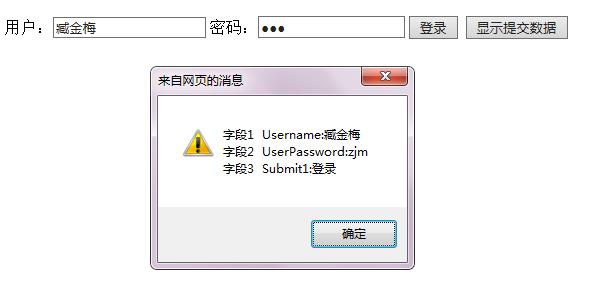 用户：臧金梅 密码：●●● 登录 显示提交数据
来自网页的消息
字段1 Username:臧金梅
字段2 UserPassword:zjm
字段3 Submit1:登录
确定